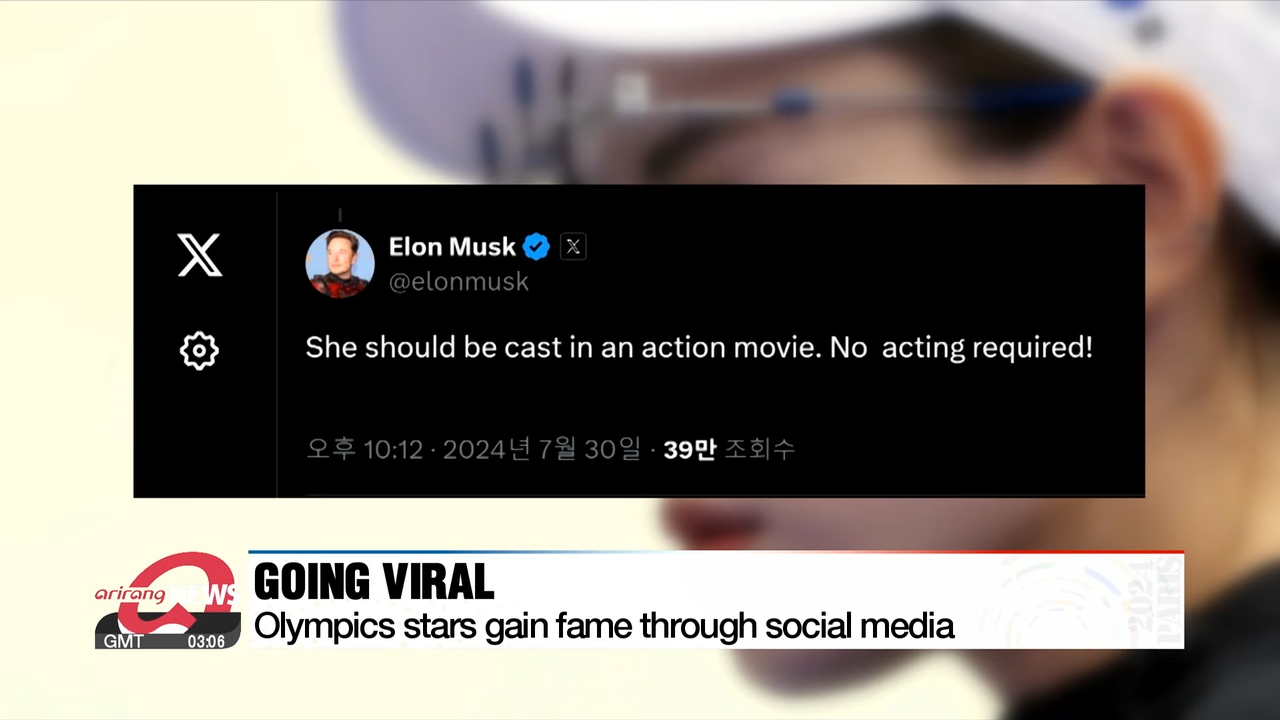 Elon Musk
@elonmusk
She should be cast in an action movie. No acting required!
오후 10:12 · 2024년 7월 30일 · 39만 조회수
arirang NEWS
GOING VIRAL
Olympics stars gain fame through social media
GMT 03:06
2024
PARIS